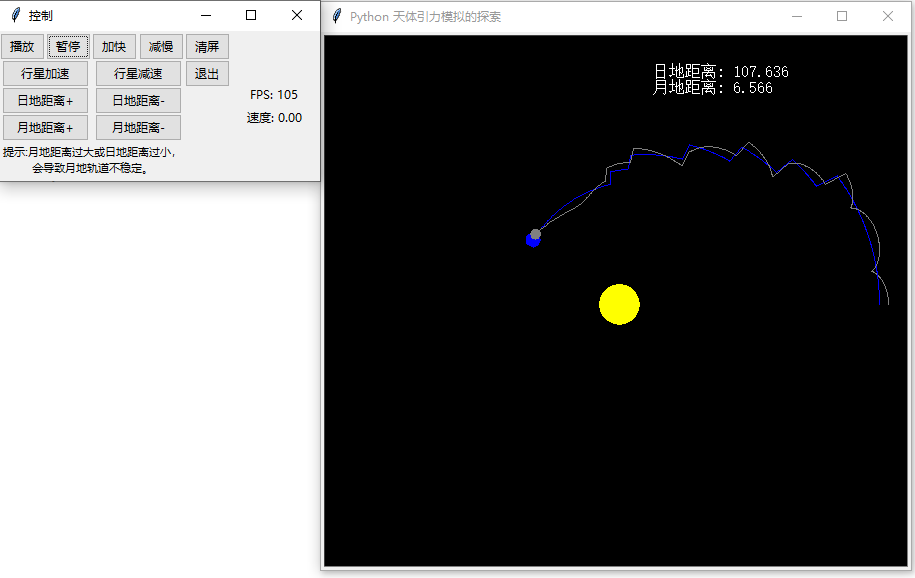 控制
播放 暂停 加快 减慢 清屏
行星加速 行星减速 退出
日地距离+ 日地距离-
FPS: 105
月地距离+ 月地距离-
速度: 0.00
提示:月地距离过大或日地距离过小,
会导致月地轨道不稳定。
Python 天体引力模拟的探索
日地距离: 107.636
月地距离: 6.566